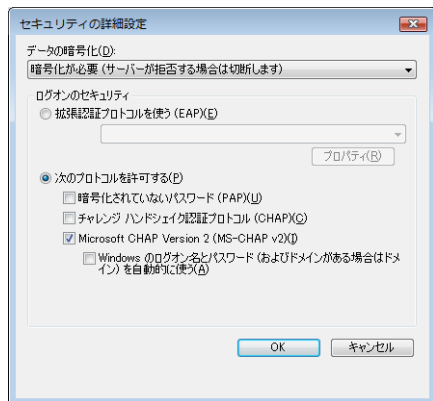 セキュリティの詳細設定
データの暗号化(D):
暗号化が必要 (サーバーが拒否する場合は切断します)
ログオンのセキュリティ
拡張認証プロトコルを使う (EAP)(E)
プロパティ(R)
次のプロトコルを許可する(P)
暗号化されていないパスワード (PAP)(U)
チャレンジ ハンドシェイク認証プロトコル (CHAP)(C)
Microsoft CHAP Version 2 (MS-CHAP v2)(I)
Windows のログオン名とパスワード (およびドメインがある場合はドメ
イン) を自動的に使う(A)
OK キャンセル